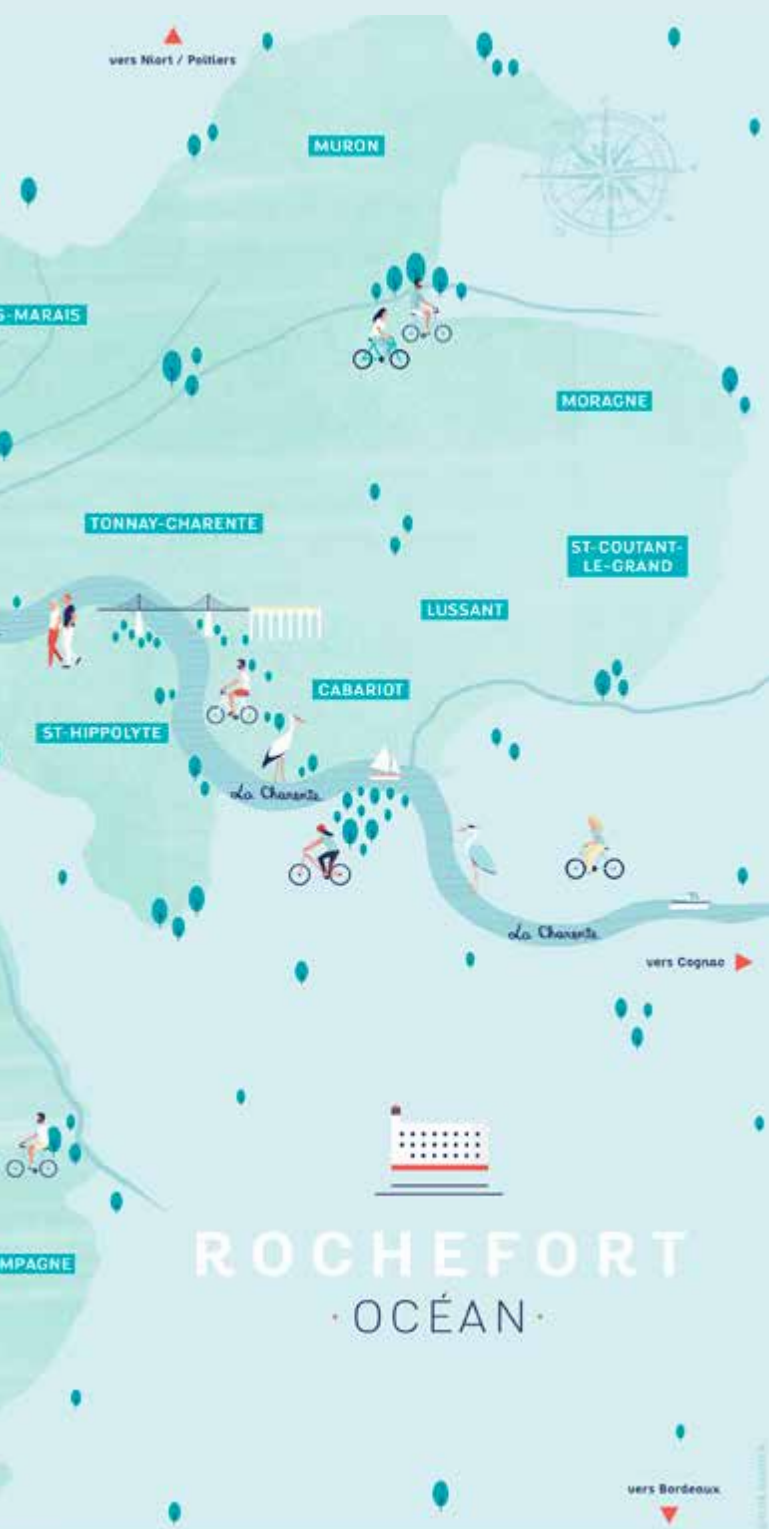 vers Niort / Poitiers
MURON
S-MARAIS
MORAGNE
TONNAY-CHARENTE
ST-COUTANT-
LE-GRAND
LUSSANT
CABARIOT
ST-HIPPOLYTE
La Charente
La Charente
vers Cognac
ROCHEFORT
MPAGNE
· OCÉAN ·
vers Bordeaux